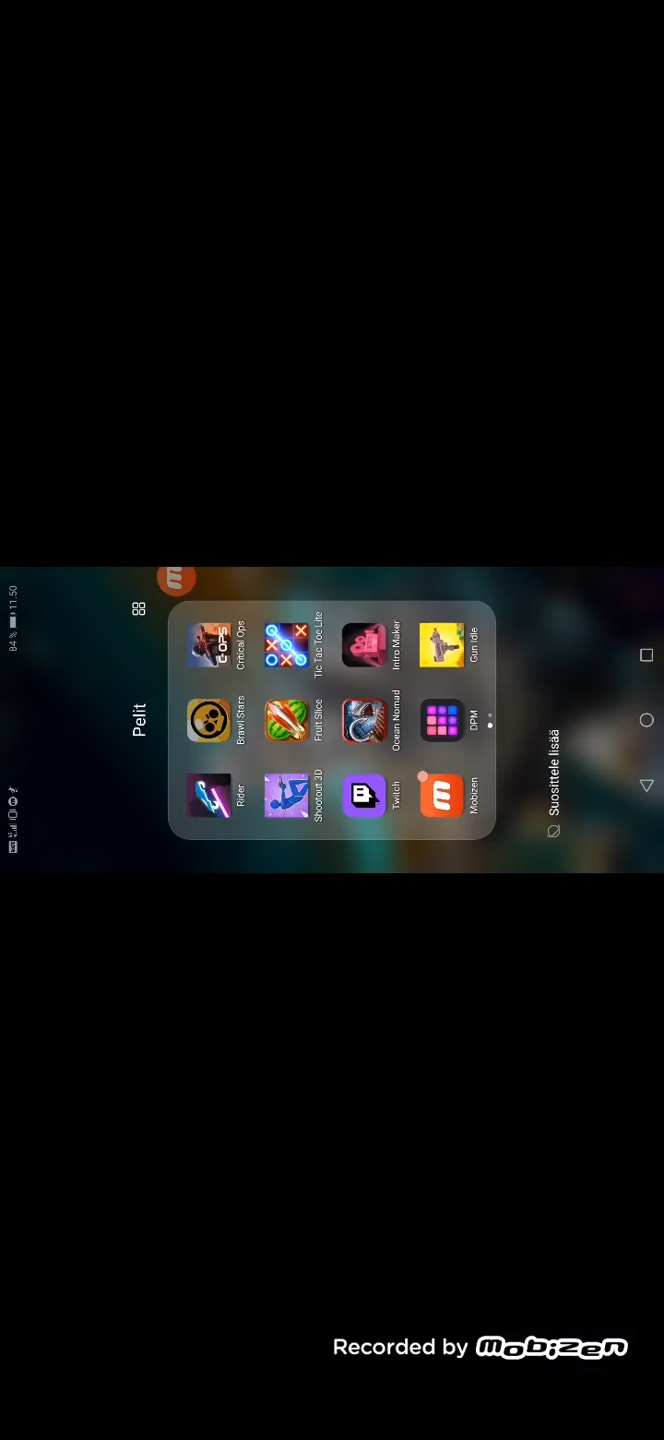 84 % 11.50
Pelit
Rider Brawl Stars Critical Ops
Shootout 3D Fruit Slice Tic Tac Toe Lite
Twitch Ocean Nomad Intro Maker
Mobizen DPM Gun Idle
Suosittele lisää
C-OPS
Recorded by Mobizen